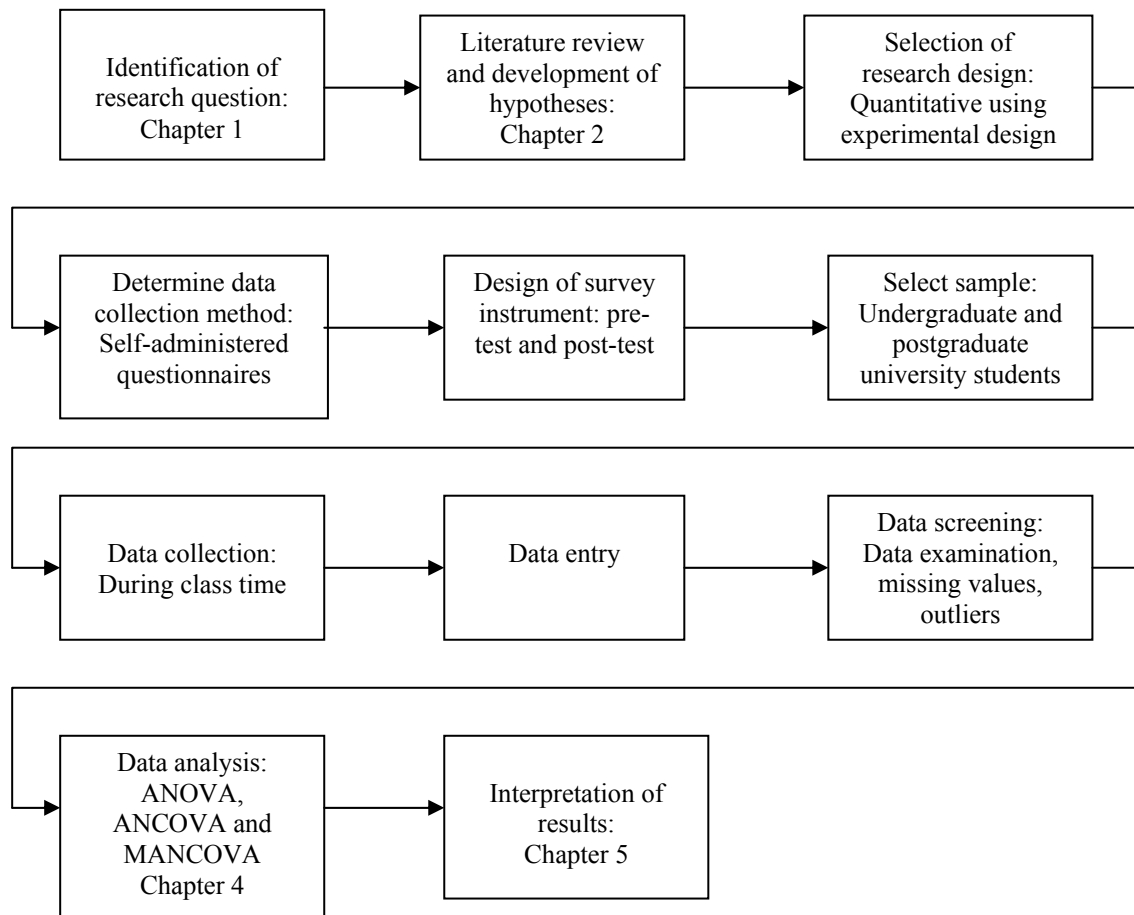 Identification of
research question:
Chapter 1
Literature review
and development of
hypotheses:
Chapter 2
Selection of
research design:
Quantitative using
experimental design
Determine data
collection method:
Self-administered
questionnaires
Design of survey
instrument: pre-
test and post-test
Select sample:
Undergraduate and
postgraduate
university students
Data collection:
During class time
Data entry
Data screening:
Data examination,
missing values,
outliers
Data analysis:
ANOVA,
ANCOVA and
MANCOVA
Chapter 4
Interpretation of
results:
Chapter 5